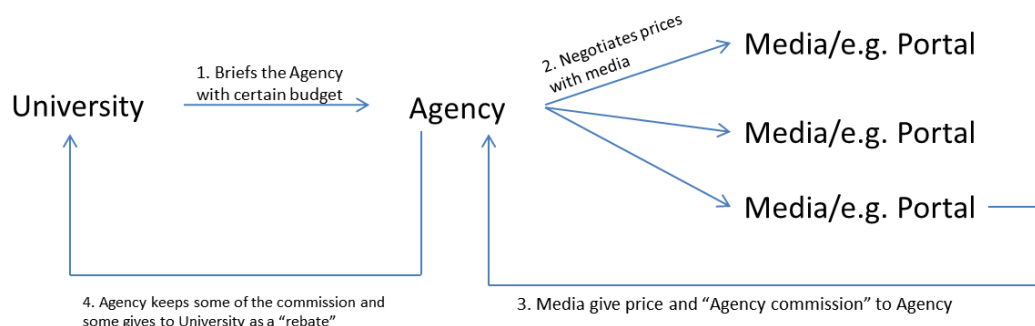 University
1. Briefs the Agency
with certain budget
Agency
2. Negotiates prices
with media
Media/e.g. Portal
Media/e.g. Portal
Media/e.g. Portal
3. Media give price and “Agency commission” to Agency
4. Agency keeps some of the commission and
some gives to University as a “rebate”